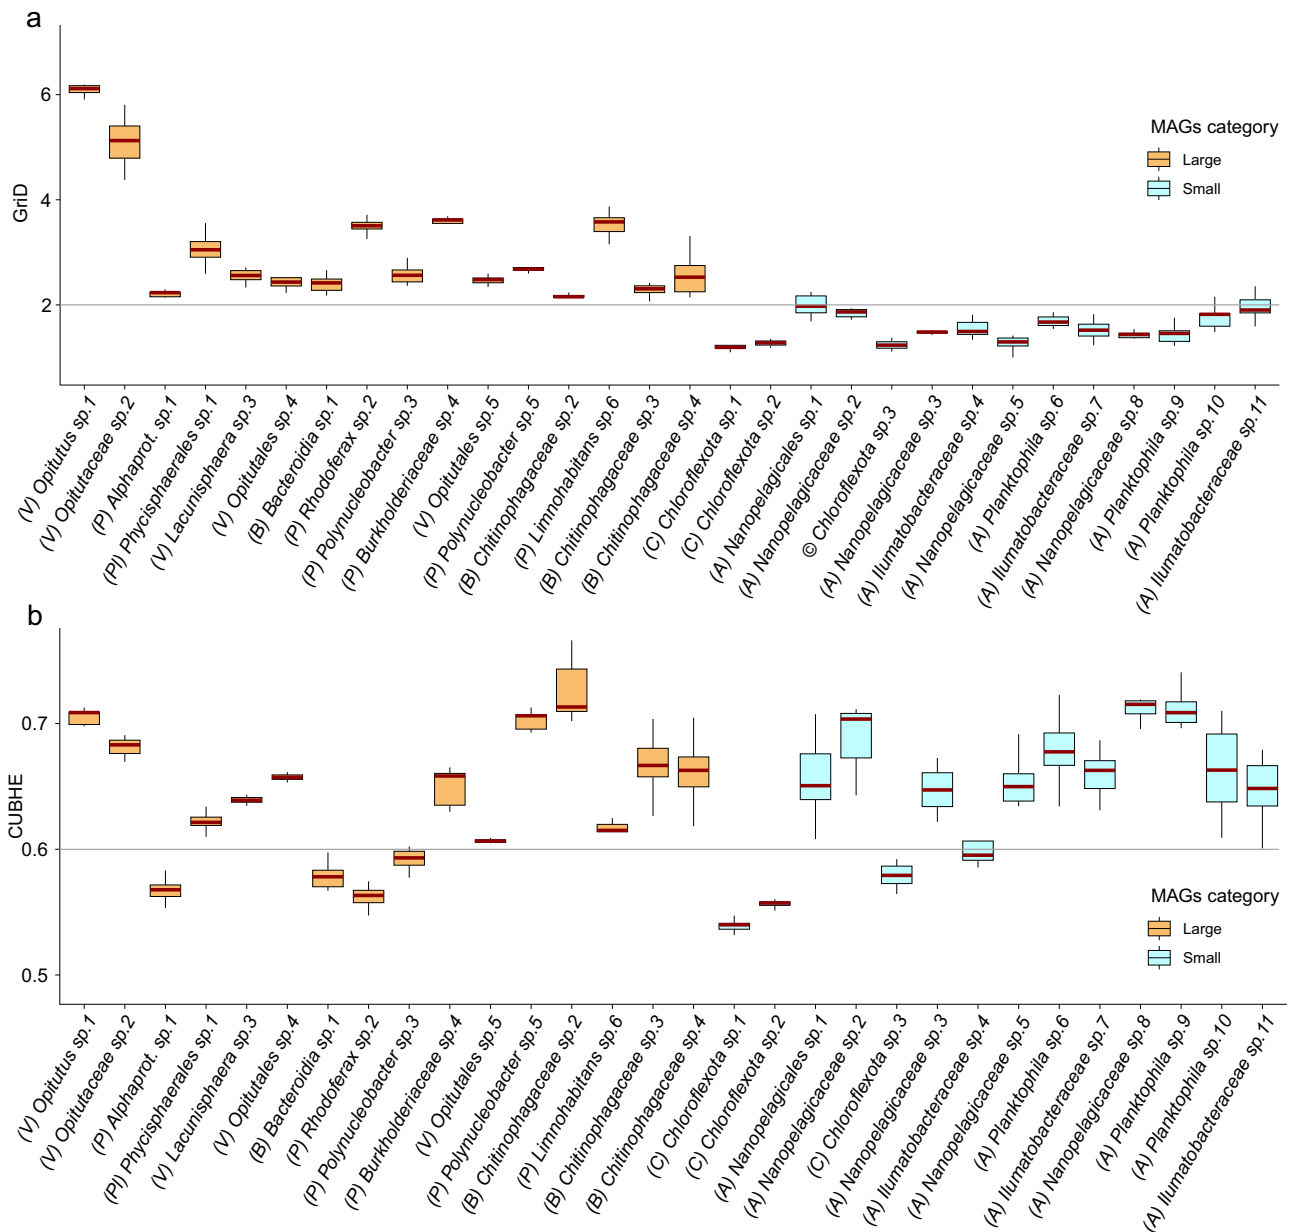 a
6
4
2
GriD
MAGs category
Large
Small
(V) Opitutus sp.1
(V) Opitutaceae sp.2
(P) Alphaprot. sp.1
(Pl) Phycisphaerales sp.1
(V) Lacunisphaera sp.3
(V) Opitutales sp.4
(B) Bacteroidia sp.1
(P) Rhodoferax sp.2
(P) Polynucleobacter sp.3
(P) Burkholderiaceae sp.4
(V) Opitutales sp.5
(P) Polynucleobacter sp.5
(B) Chitinophagaceae sp.2
(P) Limnohabitans sp.6
(B) Chitinophagaceae sp.3
(B) Chitinophagaceae sp.4
(C) Chloroflexota sp.1
(C) Chloroflexota sp.2
(A) Nanopelagicales sp.1
(A) Nanopelagicaceae sp.2
© Chloroflexota sp.3
(A) Nanopelagicaceae sp.3
(A) Ilumatobacteraceae sp.4
(A) Nanopelagicaceae sp.5
(A) Planktophila sp.6
(A) Ilumatobacteraceae sp.7
(A) Nanopelagicaceae sp.8
(A) Planktophila sp.9
(A) Planktophila sp.10
(A) Ilumatobacteraceae sp.11
b
0.7
0.6
0.5
CUBHE
MAGs category
Large
Small
(V) Opitutus sp.1
(V) Opitutaceae sp.2
(P) Alphaprot. sp.1
(Pl) Phycisphaerales sp.1
(V) Lacunisphaera sp.3
(V) Opitutales sp.4
(B) Bacteroidia sp.1
(P) Rhodoferax sp.2
(P) Polynucleobacter sp.3
(P) Burkholderiaceae sp.4
(V) Opitutales sp.5
(P) Polynucleobacter sp.5
(B) Chitinophagaceae sp.2
(P) Limnohabitans sp.6
(B) Chitinophagaceae sp.3
(B) Chitinophagaceae sp.4
(C) Chloroflexota sp.1
(C) Chloroflexota sp.2
(A) Nanopelagicales sp.1
(A) Nanopelagicaceae sp.2
(C) Chloroflexota sp.3
(A) Nanopelagicaceae sp.3
(A) Ilumatobacteraceae sp.4
(A) Nanopelagicaceae sp.5
(A) Planktophila sp.6
(A) Ilumatobacteraceae sp.7
(A) Nanopelagicaceae sp.8
(A) Planktophila sp.9
(A) Planktophila sp.10
(A) Ilumatobacteraceae sp.11